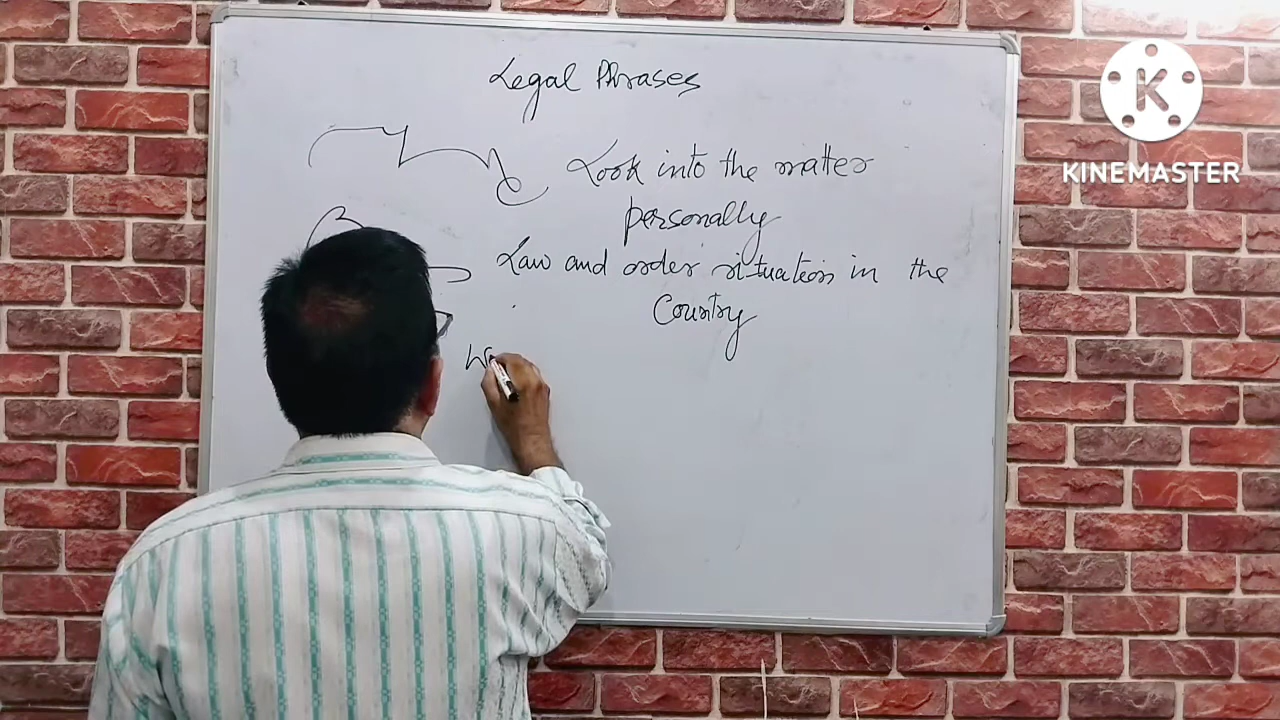 Legal Phrases
Look into the matter
personally
Law and order situation in the
Country
K
KINEMASTER